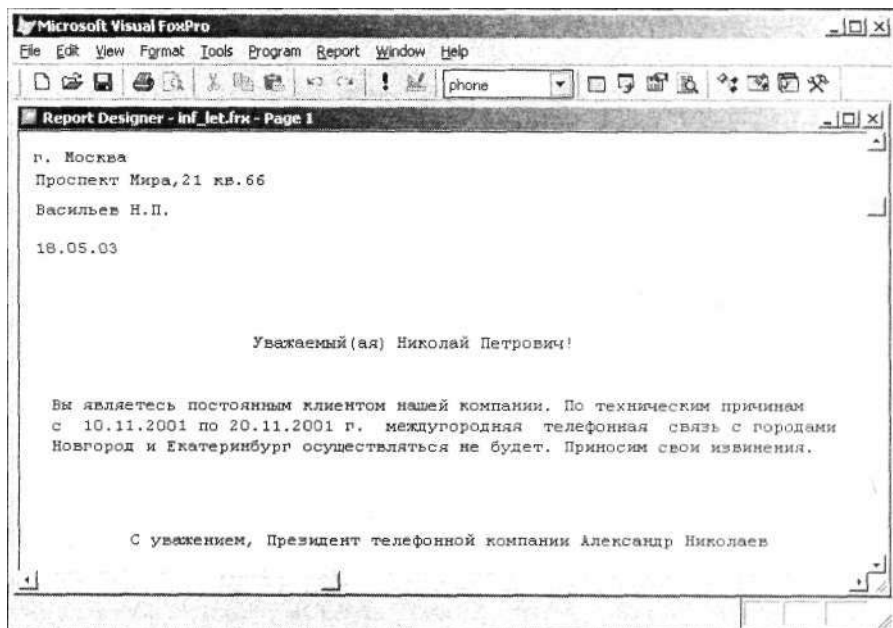 Microsoft Visual FoxPro
File Edit View Format Tools Program Report Window Help
phone
Report Designer - inf_let.frx - Page 1
г. Москва
Проспект Мира,21 кв.66
Васильев Н.П.
18.05.03
Уважаемый(ая) Николай Петрович!
Вы являетесь постоянным клиентом нашей компании. По техническим причинам
с 10.11.2001 по 20.11.2001 г. междугородняя телефонная связь с городами
Новгород и Екатеринбург осуществляться не будет. Приносим свои извинения.
С уважением, Президент телефонной компании Александр Николаев